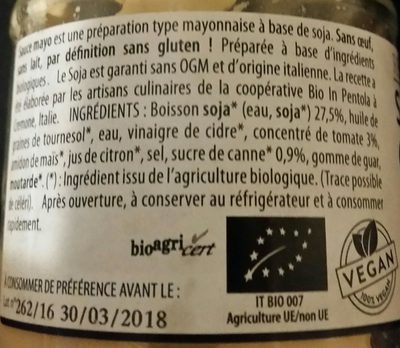 Sauce mayo est une préparation type mayonnaise à base de soja. Sans œuf,
sans lait, par définition sans gluten ! Préparée à base d'ingrédients
biologiques. Le Soja est garanti sans OGM et d'origine italienne. La recette a
été élaborée par les artisans culinaires de la coopérative Bio In Pentola à
Cremone, Italie. INGRÉDIENTS : Boisson soja* (eau, soja*) 27,5%, huile de
graines de tournesol*, eau, vinaigre de cidre*, concentré de tomate 3%,
amidon de maïs*, jus de citron*, sel, sucre de canne* 0,9%, gomme de guar,
moutarde*. (*) : Ingrédient issu de l'agriculture biologique. (Trace possible
de céleri). Après ouverture, à conserver au réfrigérateur et à consommer
rapidement.
bioagricert
VEGAN
100% VEGAN
À CONSOMMER DE PRÉFÉRENCE AVANT LE :
Lot n°262/16 30/03/2018
IT BIO 007
Agriculture UE/non UE